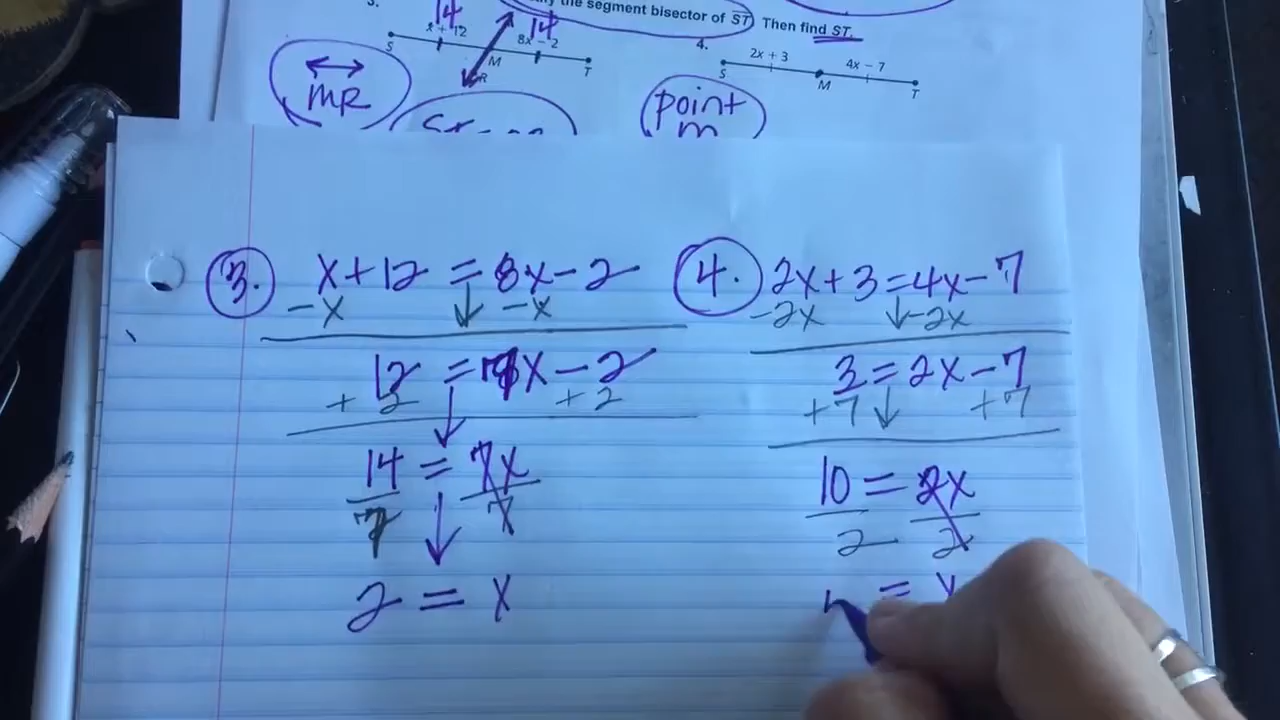 3.
the segment bisector of ST. Then find ST.
14
x + 12
14
8x − 2
S
M
R
T
MR
4.
2x + 3
4x − 7
S
M
T
point
m
3. x+12 = 8x−2
−x −x
12 = 7x−2
+2 +2
14 = 7x
7 7
2 = x
4. 2x+3=4x−7
−2x −2x
3=2x−7
+7 +7
10 = 2x
2 2
= x